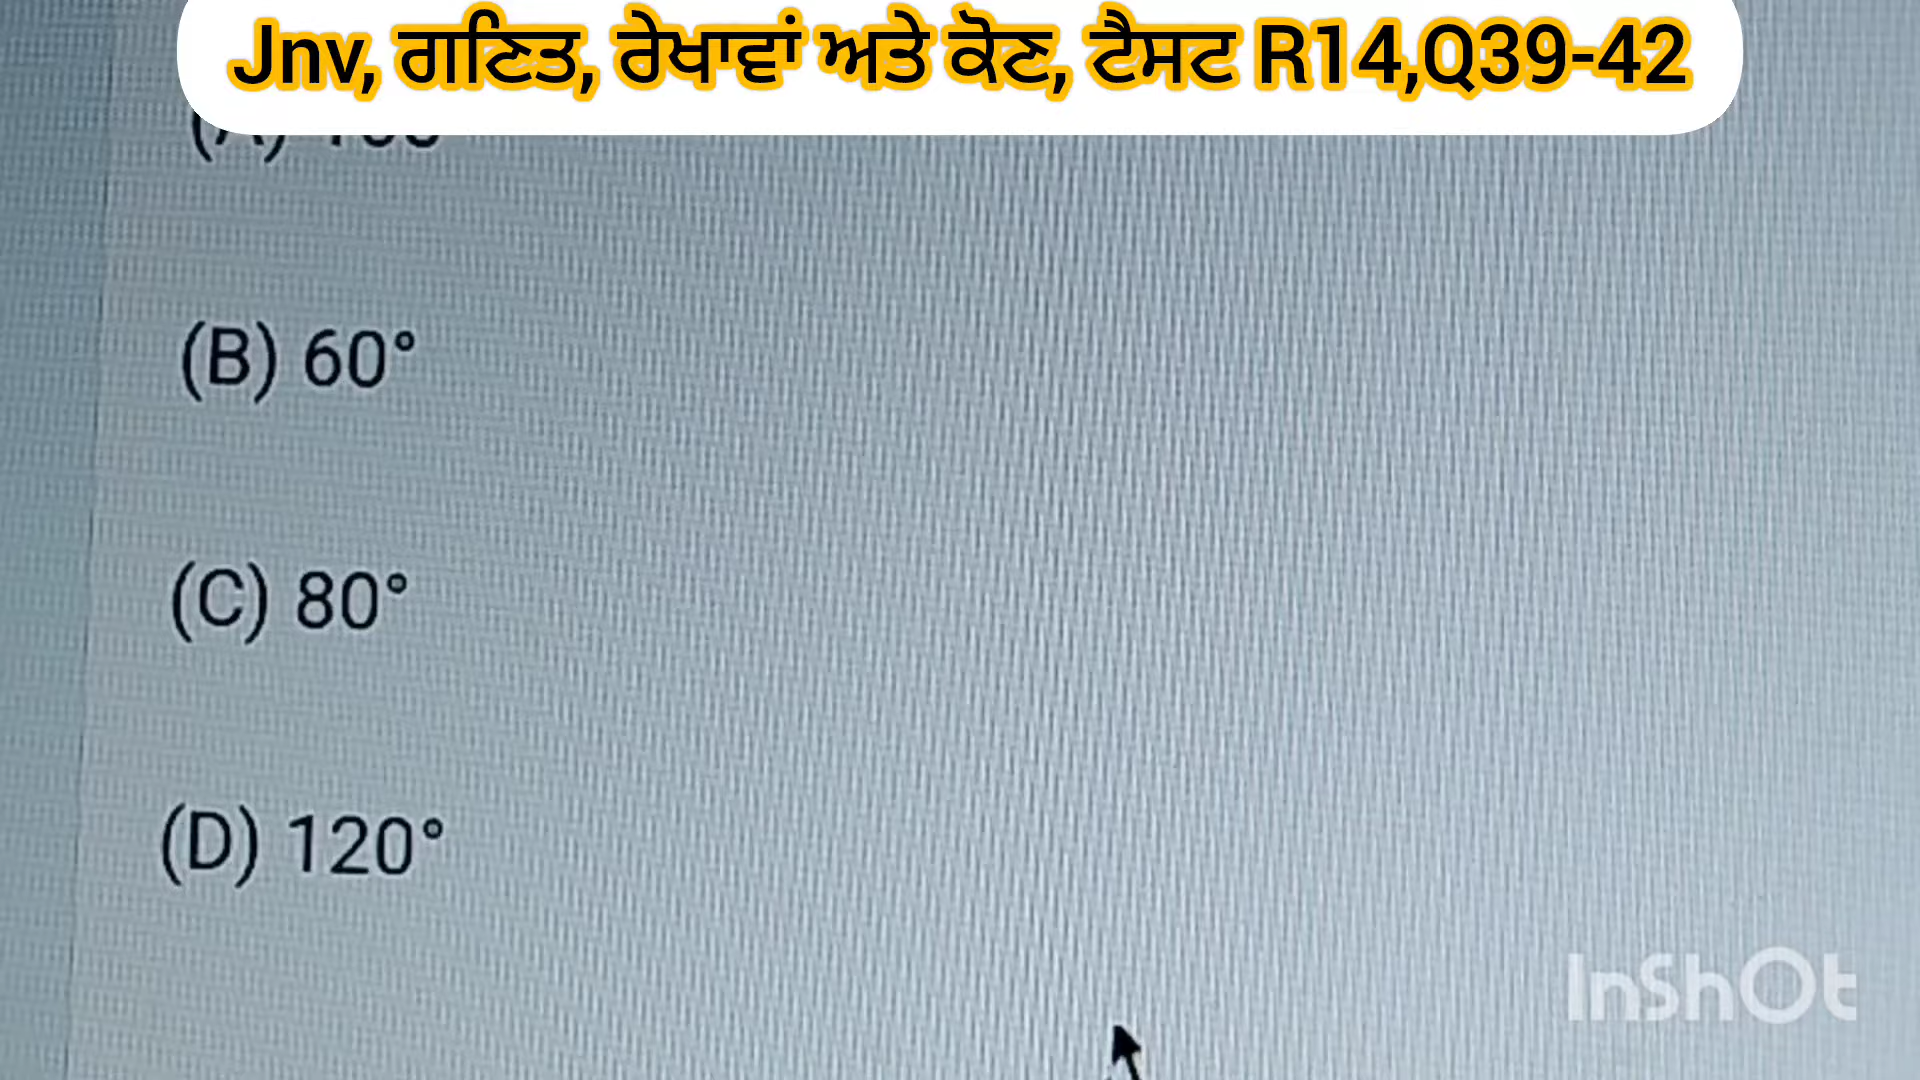 Jnv, ਗਣਿਤ, ਰੇਖਾਵਾਂ ਅਤੇ ਕੋਣ, ਟੈਸਟ R14,Q39-42
(A)
(B) 60°
(C) 80°
(D) 120°
InShOt